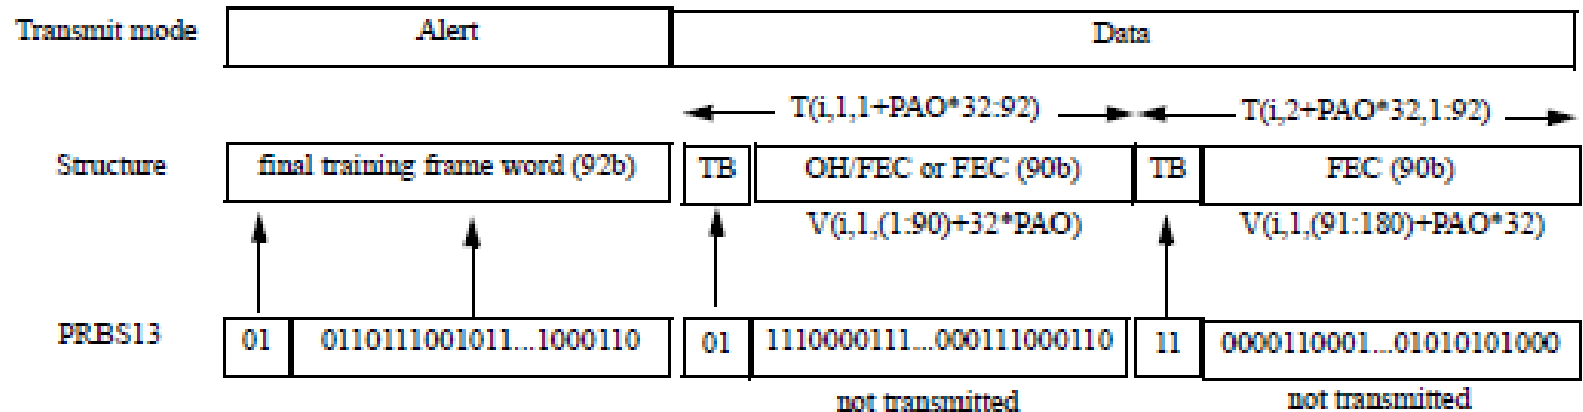 Transmit mode Alert Data
T(i,1,1+PAO*32:92) T(i,2+PAO*32,1:92)
Structure final training frame word (92b) TB OH/FEC or FEC (90b) TB FEC (90b)
V(i,1,(1:90)+32*PAO) V(i,1,(91:180)+PAO*32)
PRBS13 01 0110111001011...1000110 01 1110000111...000111000110 11 0000110001...01010101000
not transmitted not transmitted